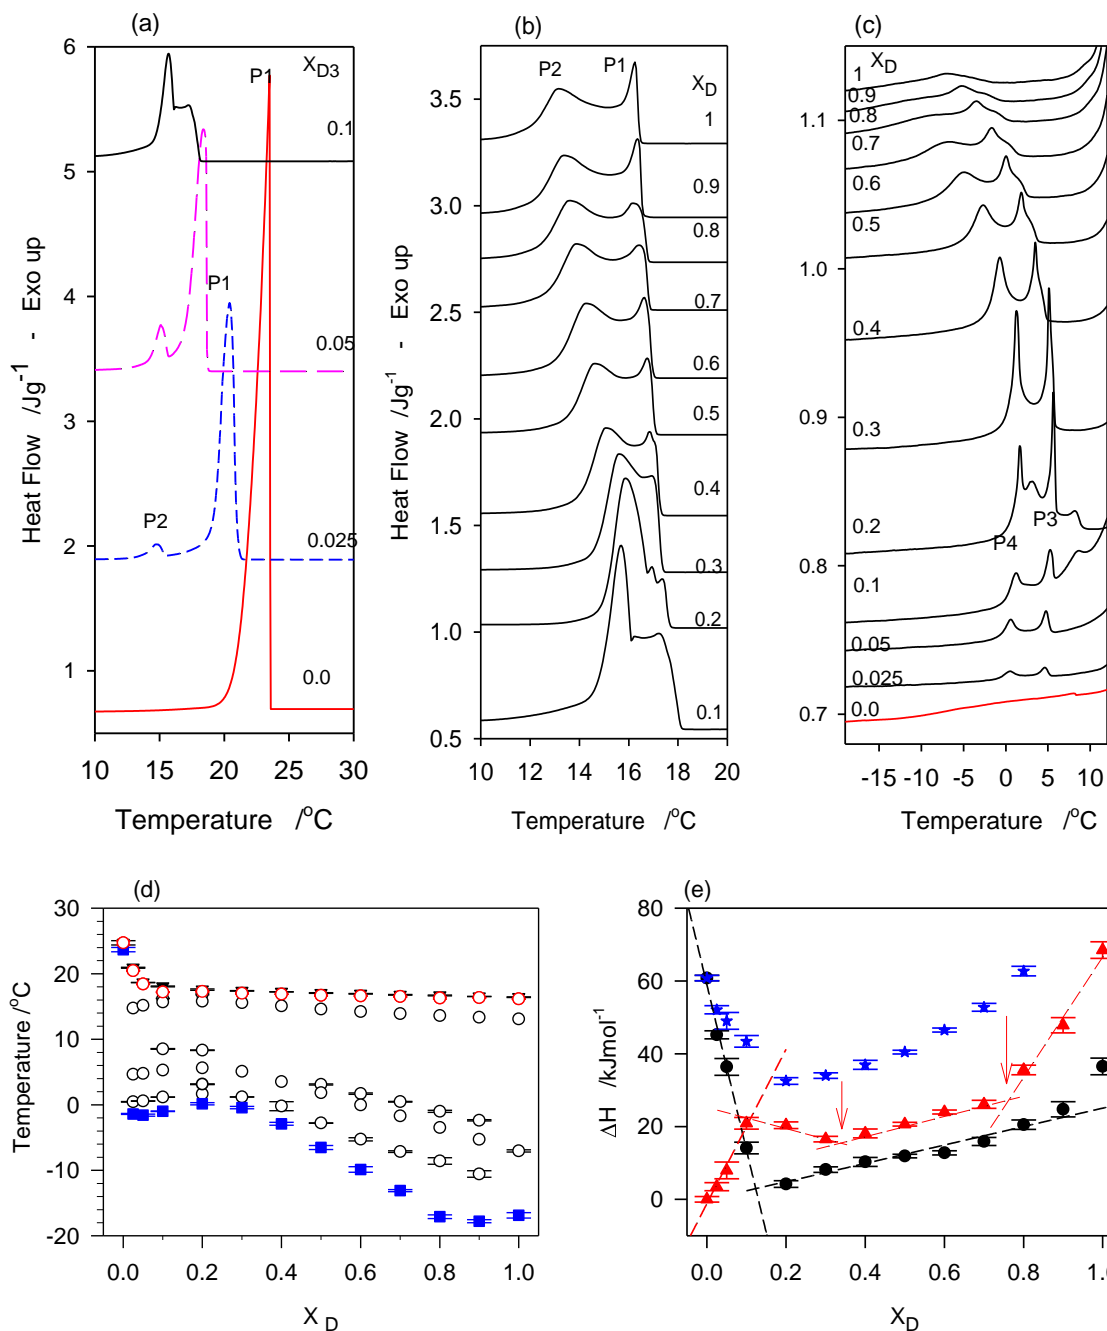 (a)
(b)
(c)
6
5
4
3
2
1
Heat Flow /Jg⁻¹ - Exo up
P1
X_D3
0.1
P1
0.05
P2
0.025
0.0
10 15 20 25 30
Temperature /°C
3.5
3.0
2.5
2.0
1.5
1.0
0.5
Heat Flow /Jg⁻¹ - Exo up
P2
P1
X_D
1
0.9
0.8
0.7
0.6
0.5
0.4
0.3
0.2
0.1
10 12 14 16 18 20
Temperature /°C
1.1
1.0
0.9
0.8
0.7
X_D
1
0.9
0.8
0.7
0.6
0.5
0.4
0.3
0.2
P3
P4
0.1
0.05
0.025
0.0
-15 -10 -5 0 5 10
Temperature /°C
(d)
30
20
10
0
-10
-20
Temperature /°C
0.0 0.2 0.4 0.6 0.8 1.0
X D
(e)
80
60
40
20
0
ΔH /kJmol⁻¹
0.0 0.2 0.4 0.6 0.8 1.0
X_D